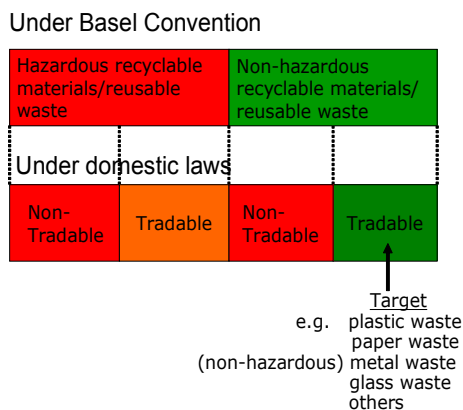 Under Basel Convention
Hazardous recyclable
materials/reusable
waste
Non-hazardous
recyclable materials/
reusable waste
Under domestic laws
Non-
Tradable
Tradable
Non-
Tradable
Tradable
Target
e.g. plastic waste
paper waste
(non-hazardous) metal waste
glass waste
others